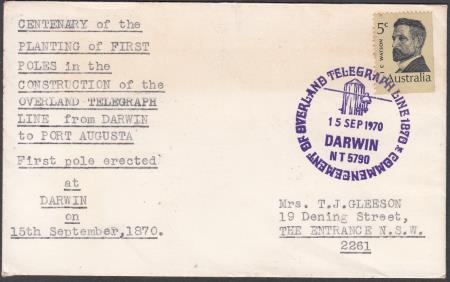 CENTENARY of the
PLANTING of FIRST
POLES in the
CONSTRUCTION of the
OVERLAND TELEGRAPH
LINE from DARWIN
to PORT AUGUSTA
First pole erected
at
DARWIN
on
15th September,1870.
5c
C WATSON
Australia
COMMENCEMENT OF OVERLAND TELEGRAPH LINE 1870
15 SEP 1970
DARWIN
NT 5790
Mrs. T.J.GLEESON
19 Dening Street,
THE ENTRANCE N.S.W.
2261